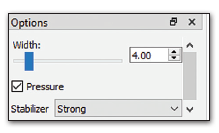 Options
Width:
4.00
Pressure
Stabilizer Strong